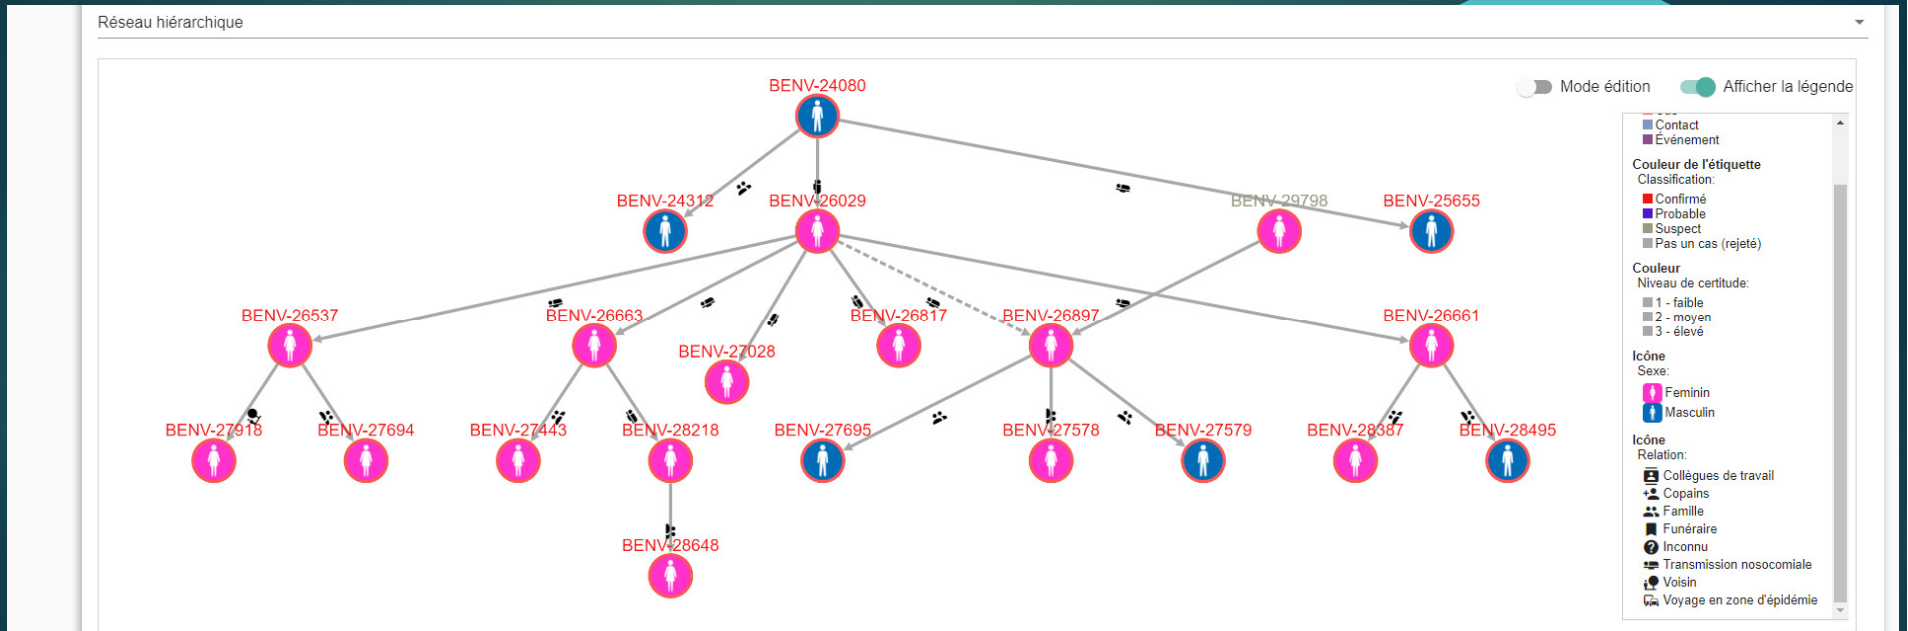 Réseau hiérarchique
BENV-24080
Mode édition
Afficher la légende
Contact
Événement
Couleur de l'étiquette
Classification:
Confirmé
Probable
Suspect
Pas un cas (rejeté)
Couleur
Niveau de certitude:
1 - faible
2 - moyen
3 - élevé
Icône
Sexe:
Feminin
Masculin
Icône
Relation:
Collègues de travail
Copains
Famille
Funéraire
Inconnu
Transmission nosocomiale
Voisin
Voyage en zone d'épidémie
BENV-24312 BENV-26029 BENV-29798 BENV-25655
BENV-26537 BENV-26663 BENV-26817 BENV-26897 BENV-26661
BENV-27028
BENV-27918 BENV-27694 BENV-27443 BENV-28218 BENV-27695 BENV-27578 BENV-27579 BENV-28387 BENV-28495
BENV-28648